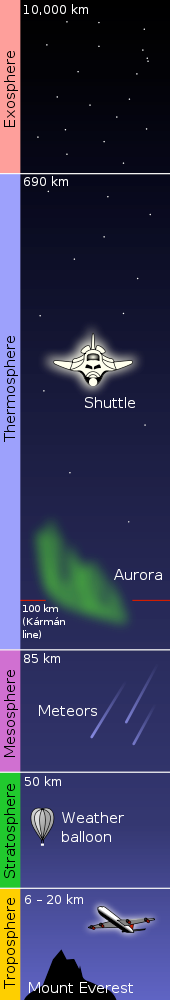 10,000 km
Exosphere
690 km
Thermosphere
Shuttle
Aurora
100 km
(Kármán
line)
85 km
Mesosphere
Meteors
50 km
Stratosphere
Weather
balloon
6 – 20 km
Troposphere
Mount Everest